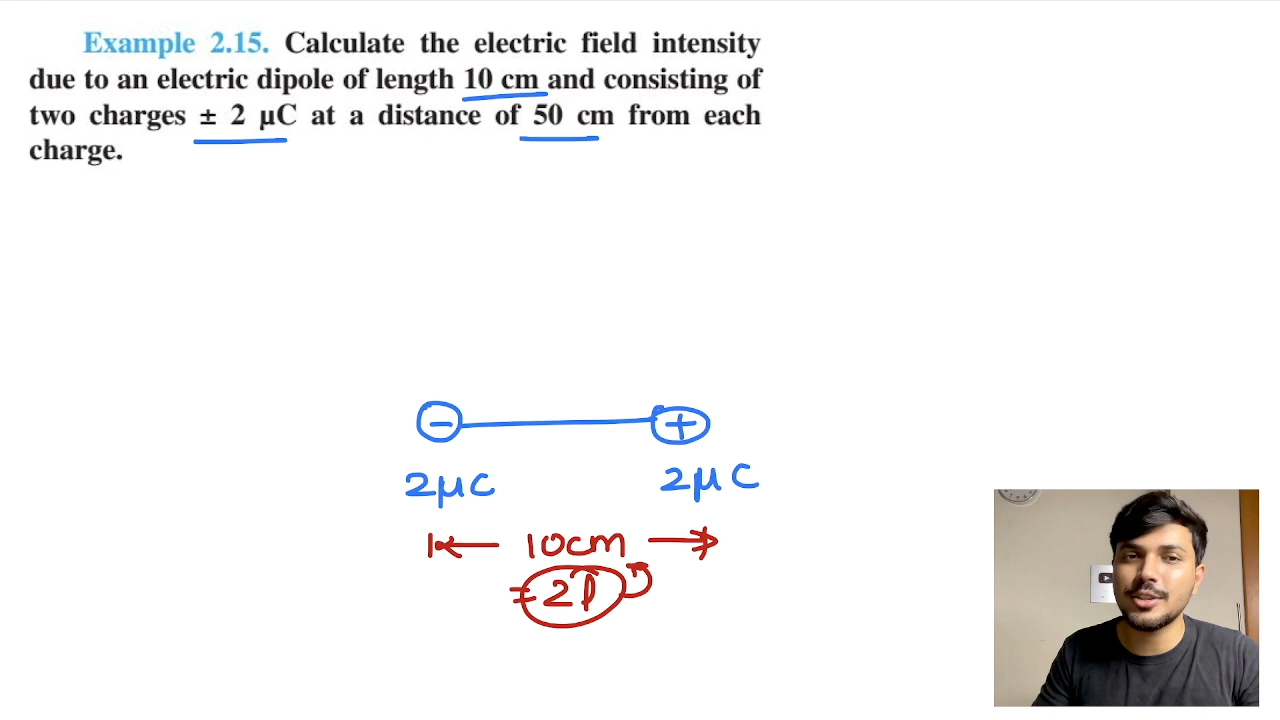 Example 2.15. Calculate the electric field intensity
due to an electric dipole of length 10 cm and consisting of
two charges ± 2 μC at a distance of 50 cm from each
charge.
− +
2μC 2μC
10cm
= 2l